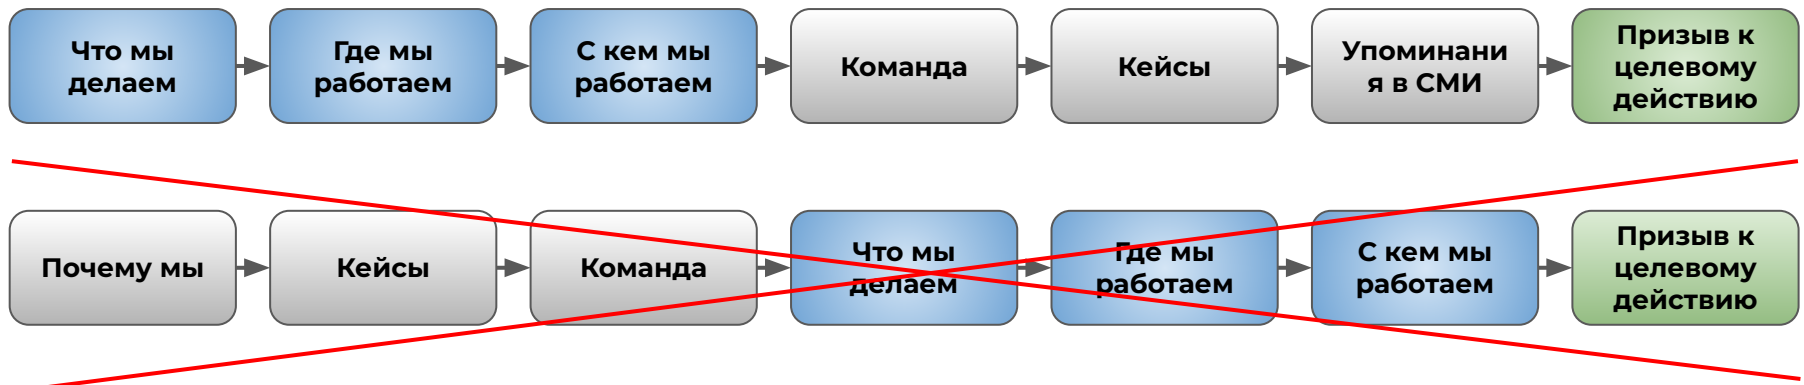 Что мы
делаем
Где мы
работаем
С кем мы
работаем
Команда
Кейсы
Упоминани
я в СМИ
Призыв к
целевому
действию
Почему мы
Кейсы
Команда
Что мы
делаем
Где мы
работаем
С кем мы
работаем
Призыв к
целевому
действию